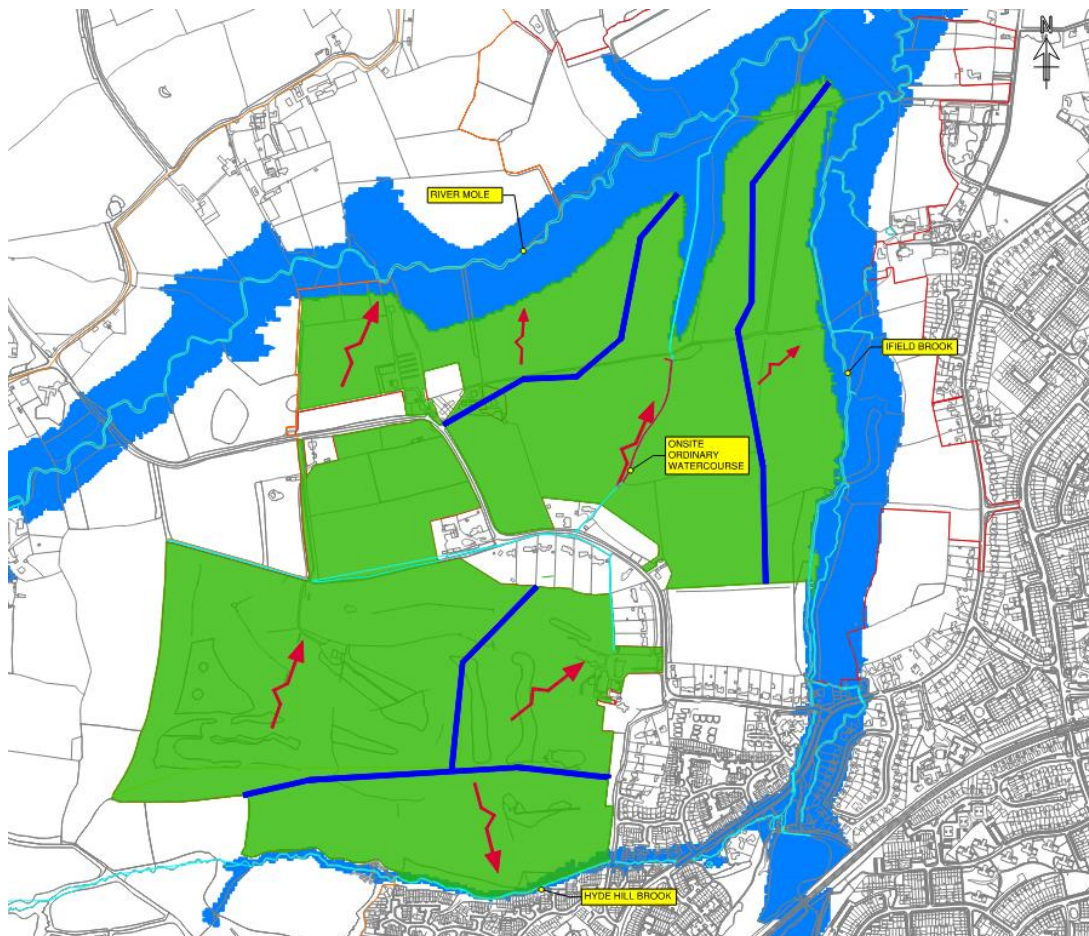 N
RIVER MOLE
IFIELD BROOK
ONSITE
ORDINARY
WATERCOURSE
HYDE HILL BROOK